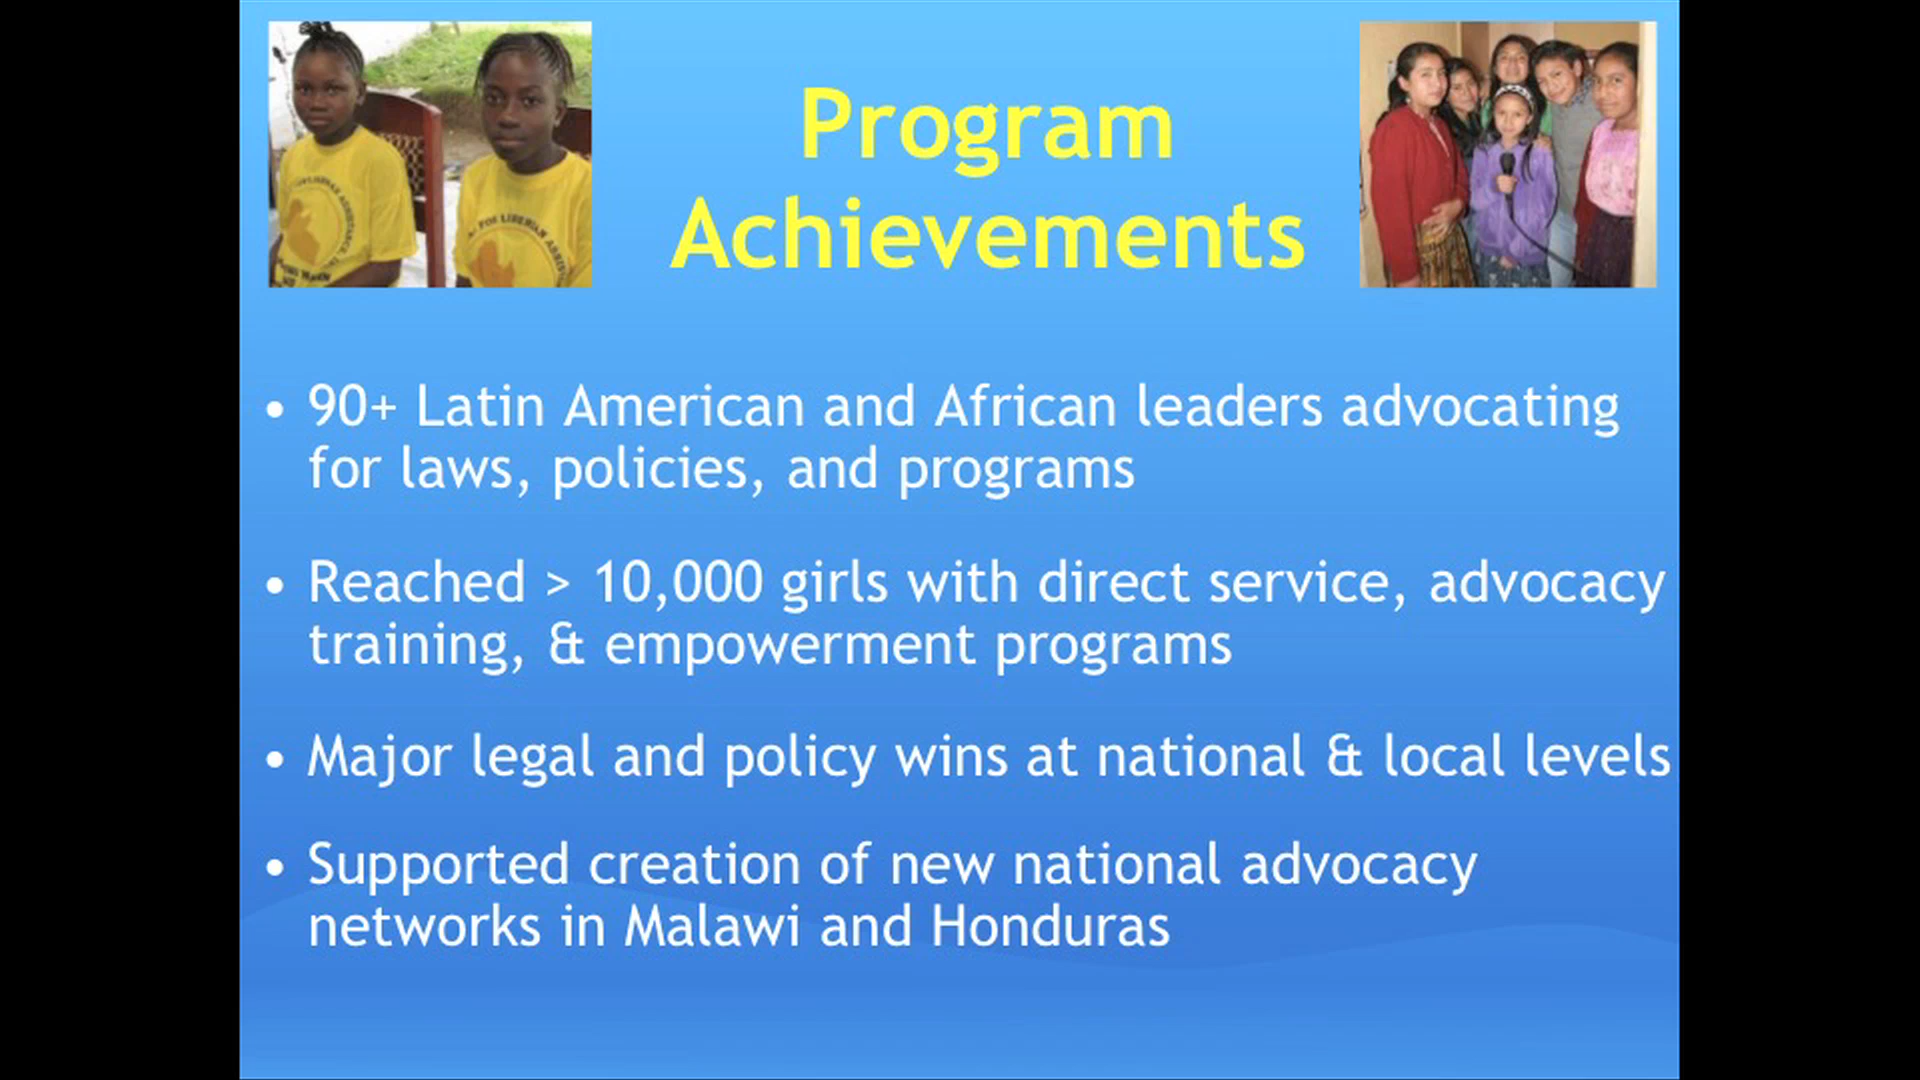 Program
Achievements
• 90+ Latin American and African leaders advocating
for laws, policies, and programs
• Reached > 10,000 girls with direct service, advocacy
training, & empowerment programs
• Major legal and policy wins at national & local levels
• Supported creation of new national advocacy
networks in Malawi and Honduras
FOR LIBERIAN